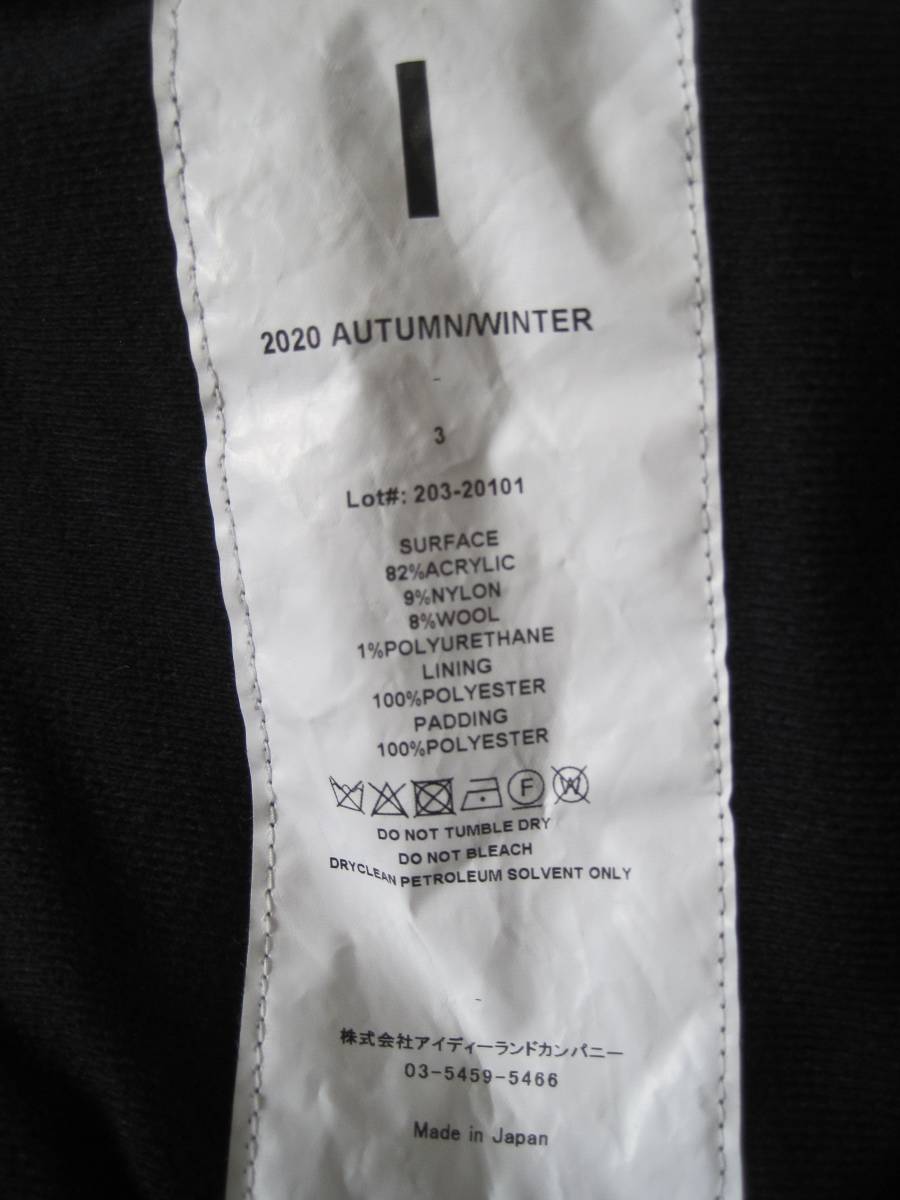 2020 AUTUMN/WINTER
-
3
Lot#: 203-20101
SURFACE
82%ACRYLIC
9%NYLON
8%WOOL
1%POLYURETHANE
LINING
100%POLYESTER
PADDING
100%POLYESTER
F W
DO NOT TUMBLE DRY
DO NOT BLEACH
DRYCLEAN PETROLEUM SOLVENT ONLY
-
株式会社アイディーランドカンパニー
03-5459-5466
Made in Japan